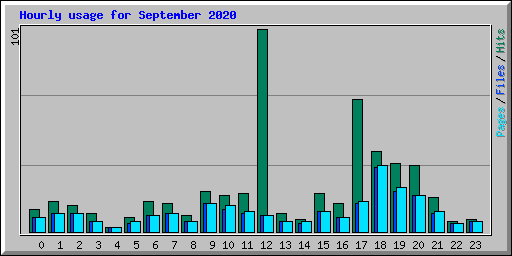 Hourly usage for September 2020
101
Pages/Files/Hits
0 1 2 3 4 5 6 7 8 9 10 11 12 13 14 15 16 17 18 19 20 21 22 23